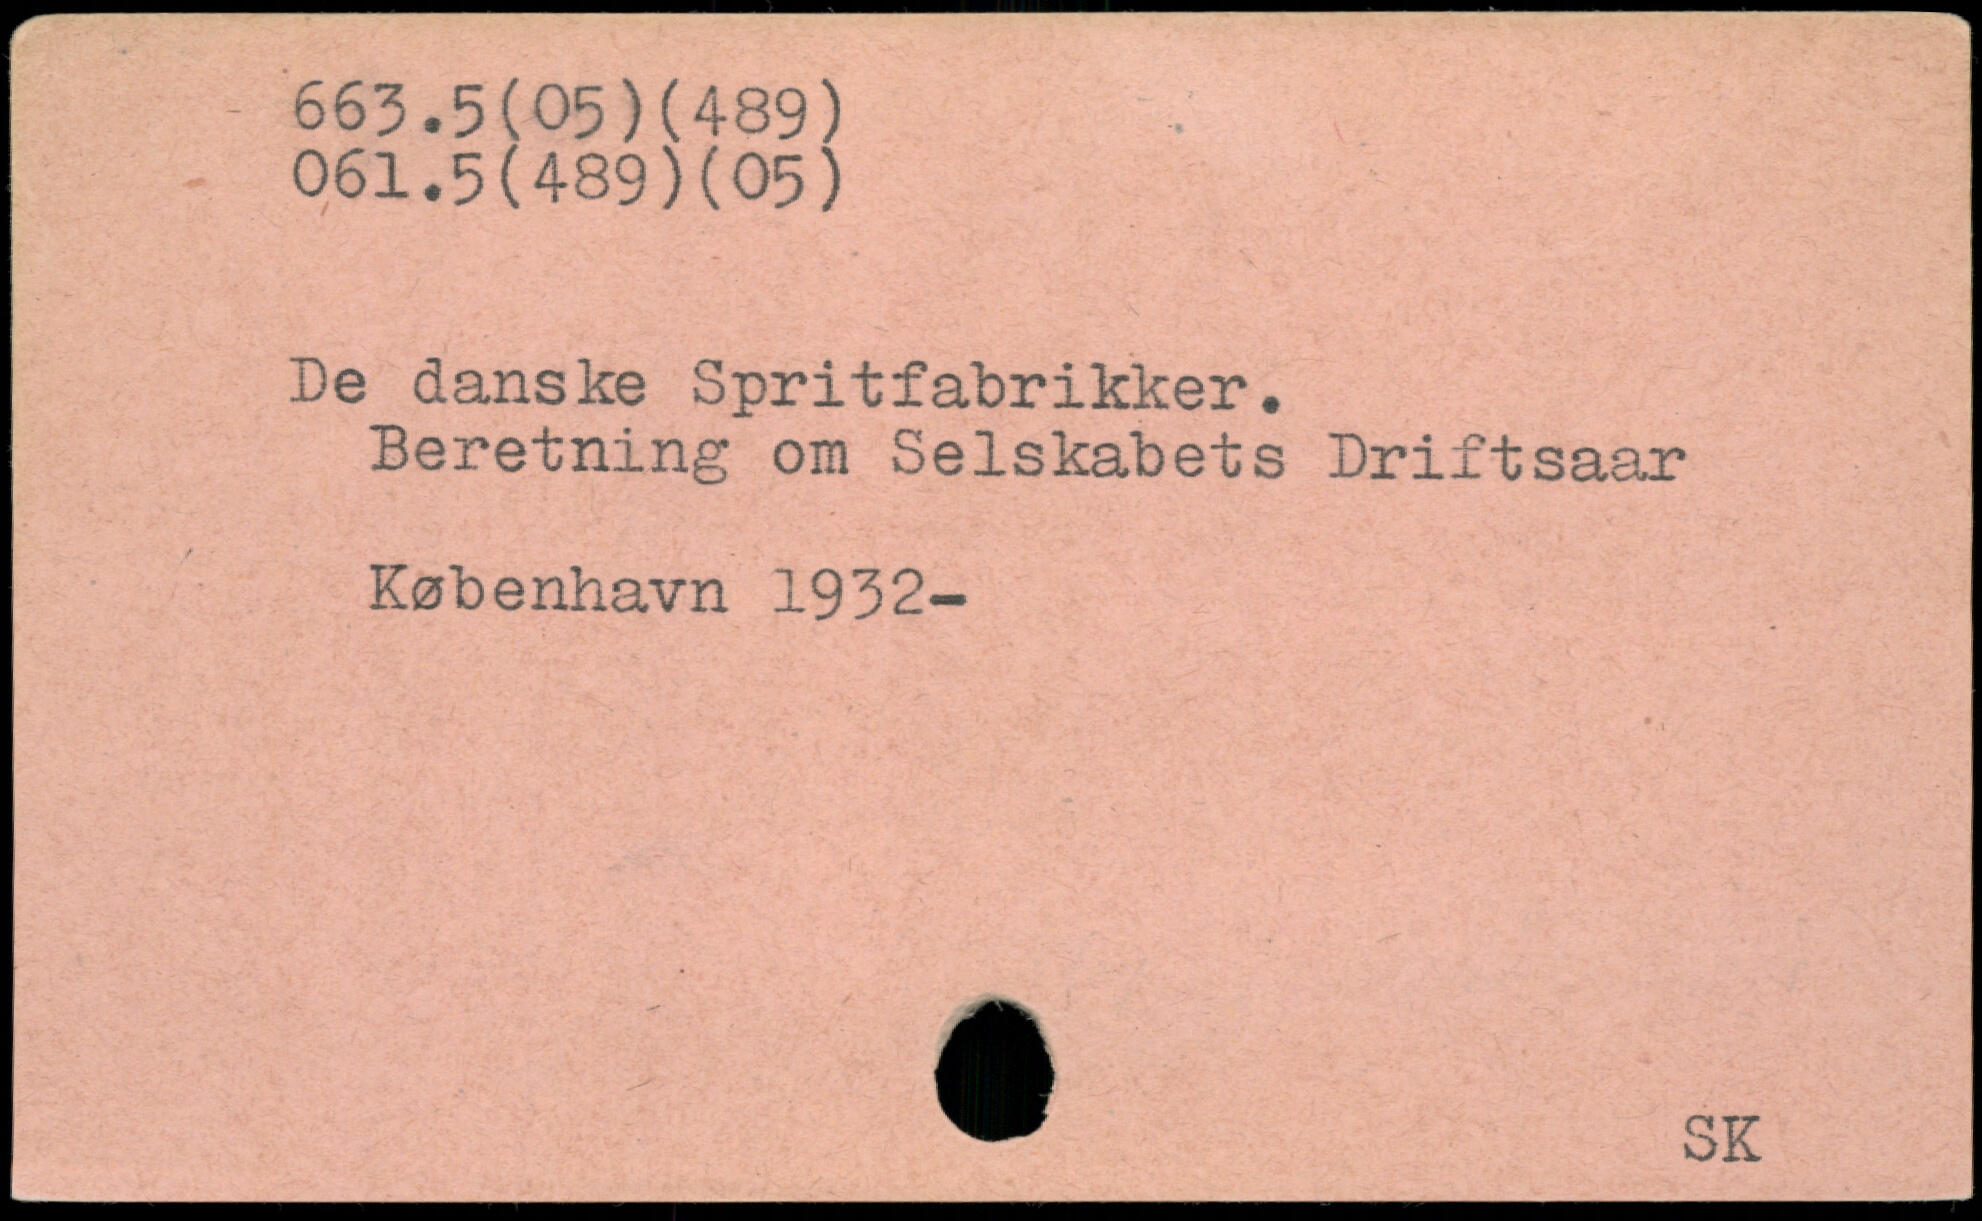 663.5(05)(489)
061.5(489)(05)
De danske Spritfabrikker.
Beretning om Selskabets Driftsaar
København 1932-
SK